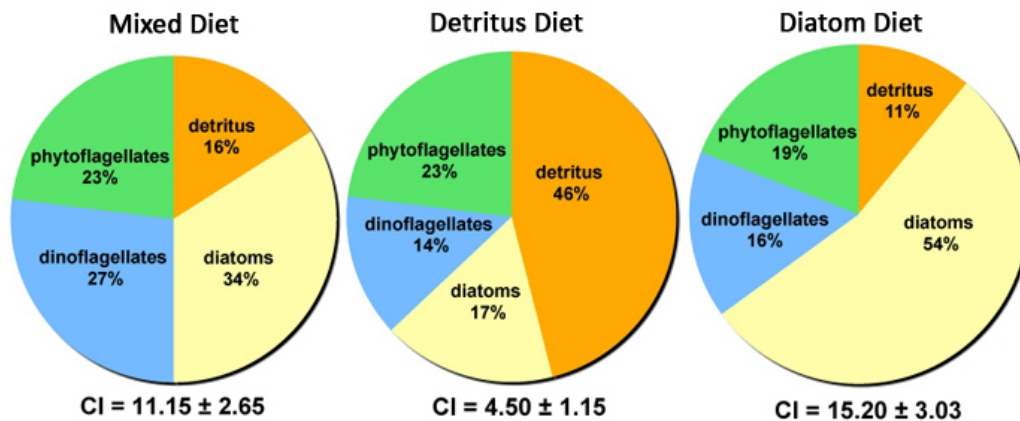 Mixed Diet
detritus
16%
phytoflagellates
23%
dinoflagellates
27%
diatoms
34%
CI = 11.15 ± 2.65
Detritus Diet
phytoflagellates
23%
detritus
46%
dinoflagellates
14%
diatoms
17%
CI = 4.50 ± 1.15
Diatom Diet
detritus
11%
phytoflagellates
19%
dinoflagellates
16%
diatoms
54%
CI = 15.20 ± 3.03